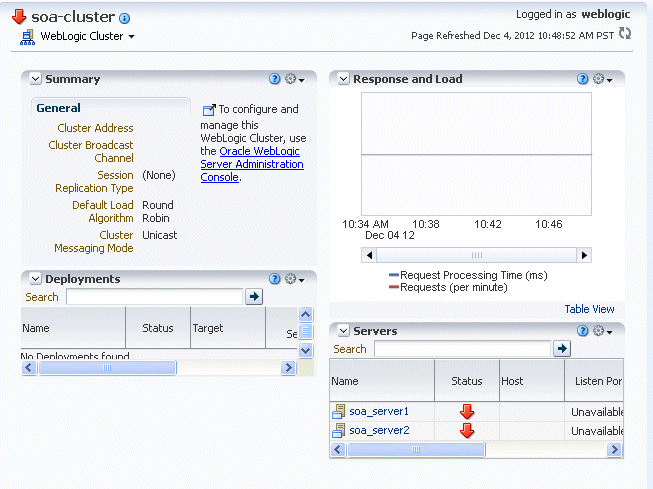 soa-cluster
Logged in as weblogic
WebLogic Cluster
Page Refreshed Dec 4, 2012 10:48:52 AM PST
Summary
General
Cluster Address
Cluster Broadcast
Channel
Session (None)
Replication Type
Default Load Round
Algorithm Robin
Cluster Unicast
Messaging Mode
To configure and
manage this
WebLogic Cluster, use
the Oracle WebLogic
Server Administration
Console.
Deployments
Search
Name Status Target Se
No Deployments found
Response and Load
10:34 AM 10:38 10:42 10:46
Dec 04 12
Request Processing Time (ms)
Requests (per minute)
Table View
Servers
Search
Name Status Host Listen Por
soa_server1 Unavailable
soa_server2 Unavailable